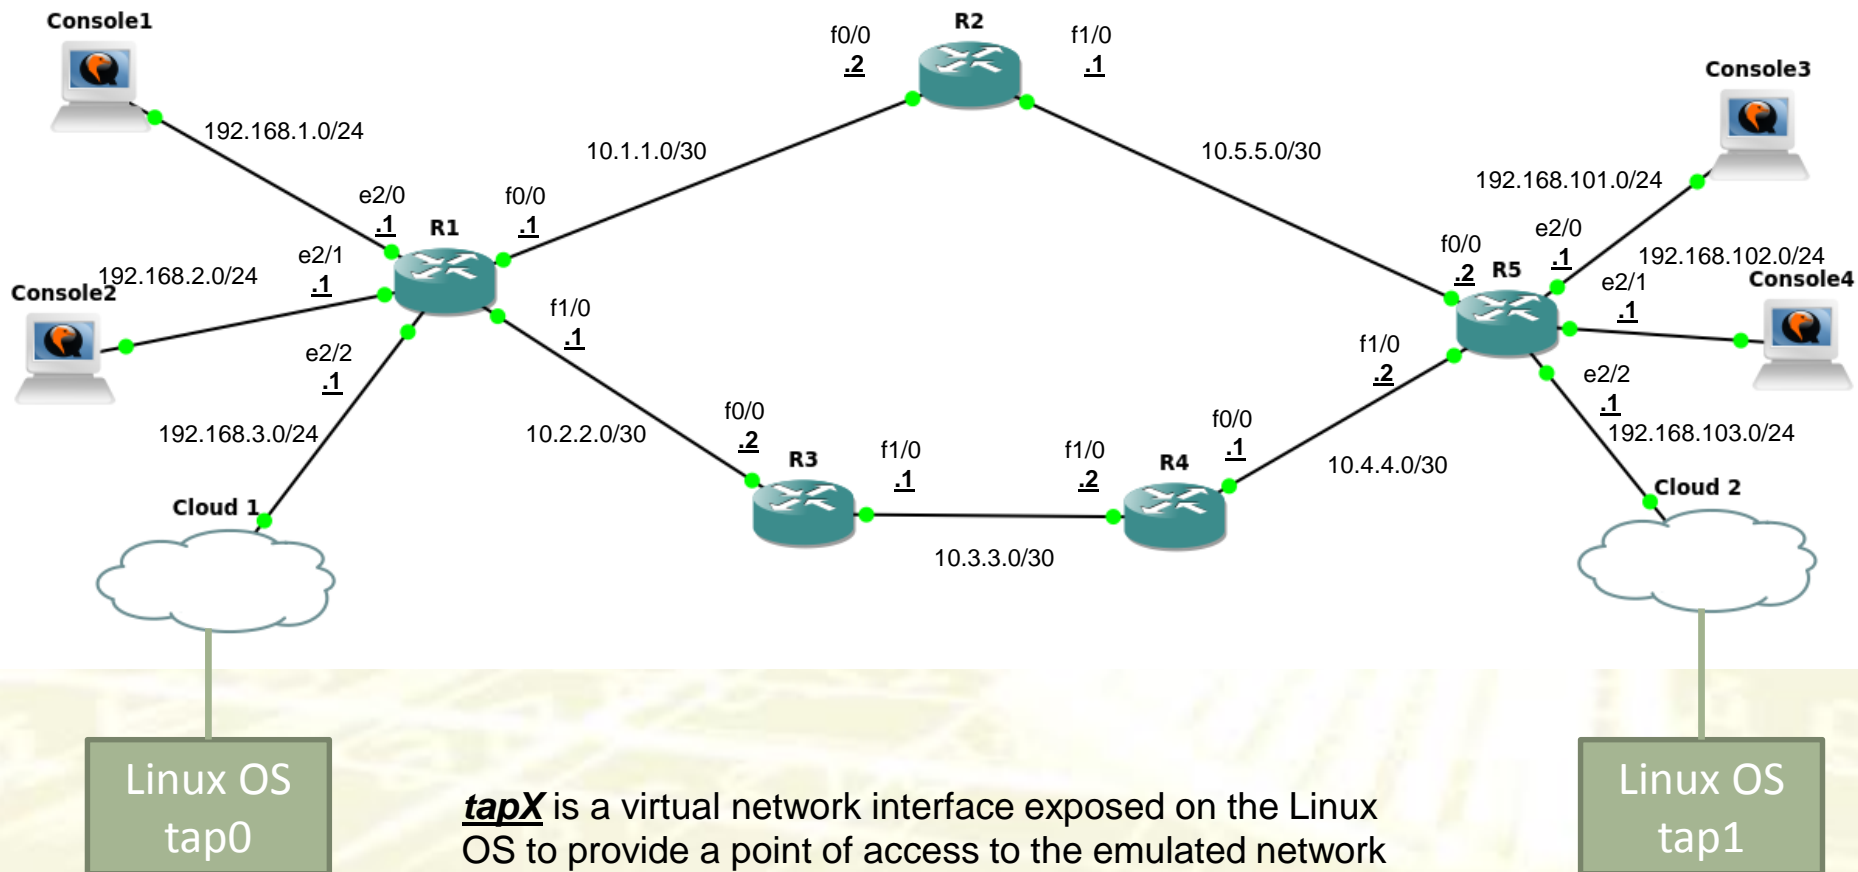 Console1
R2
f0/0
.2
f1/0
.1
Console3
192.168.1.0/24
10.1.1.0/30
10.5.5.0/30
192.168.101.0/24
e2/0
.1
f0/0
.1
R1
e2/1
.1
192.168.2.0/24
Console2
f1/0
.1
e2/2
.1
192.168.3.0/24
10.2.2.0/30
f0/0
.2
R3
f1/0
.1
f1/0
.2
R4
f0/0
.1
10.3.3.0/30
10.4.4.0/30
f1/0
.2
f0/0
.2
R5
e2/0
.1
192.168.102.0/24
e2/1
.1
Console4
e2/2
.1
192.168.103.0/24
Cloud 1
Cloud 2
Linux OS
tap0
tapX is a virtual network interface exposed on the Linux
OS to provide a point of access to the emulated network
Linux OS
tap1